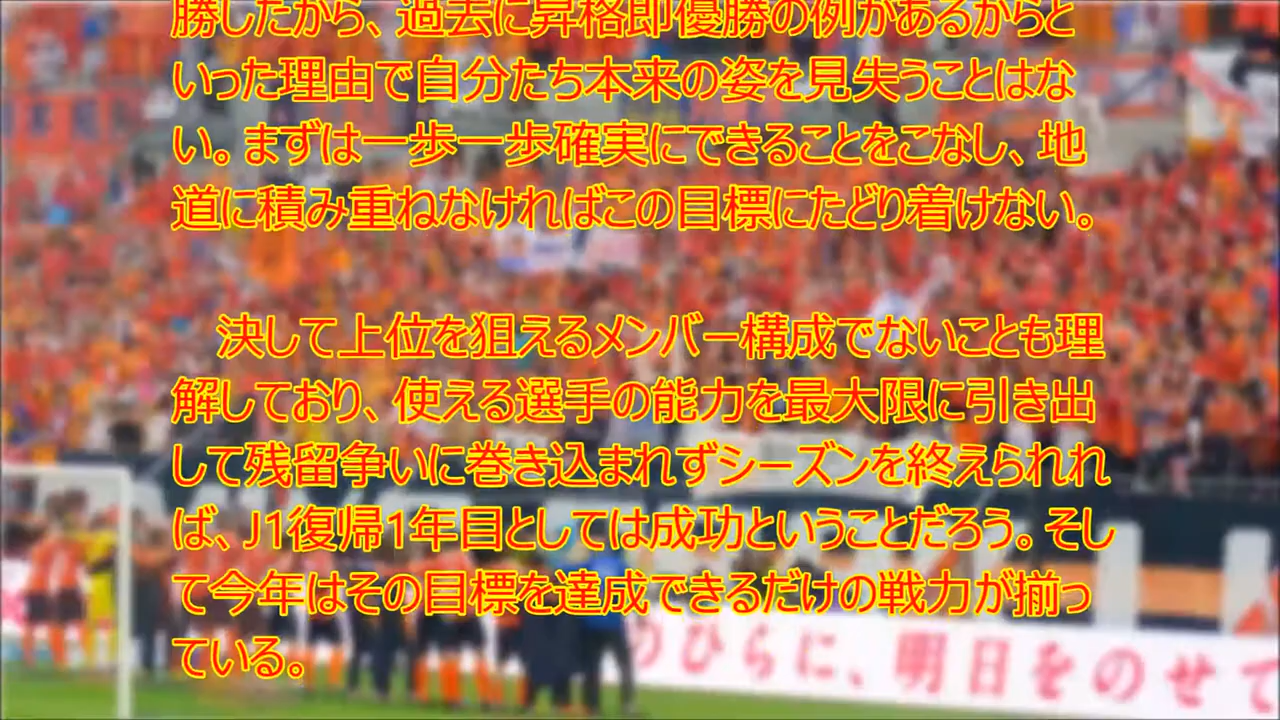 勝したから、過去に昇格即優勝の例があるからと
いった理由で自分たち本来の姿を見失うことはな
い。まずは一歩一歩確実にできることをこなし、地
道に積み重ねなければこの目標にたどり着けない。
決して上位を狙えるメンバー構成でないことも理
解しており、使える選手の能力を最大限に引き出
して残留争いに巻き込まれずシーズンを終えられれ
ば、J1復帰1年目としては成功ということだろう。そし
て今年はその目標を達成できるだけの戦力が揃っ
ている。
のひらに、明日をのせて